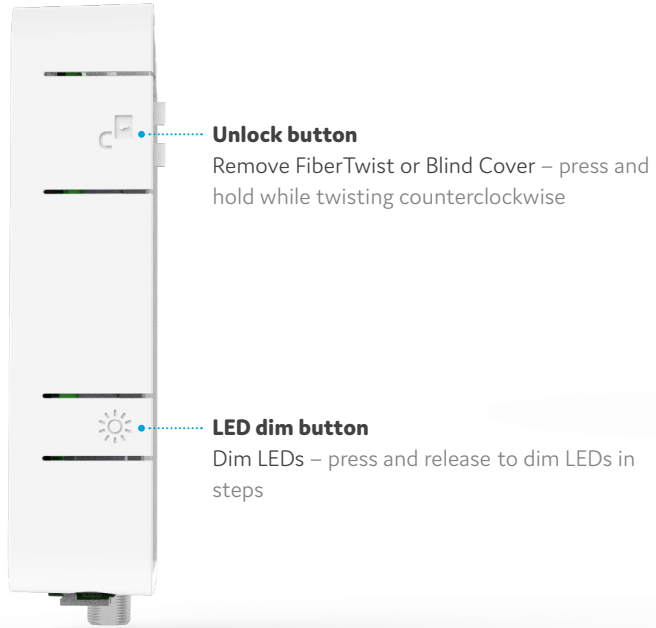 Unlock button
Remove FiberTwist or Blind Cover – press and
hold while twisting counterclockwise
LED dim button
Dim LEDs – press and release to dim LEDs in
steps